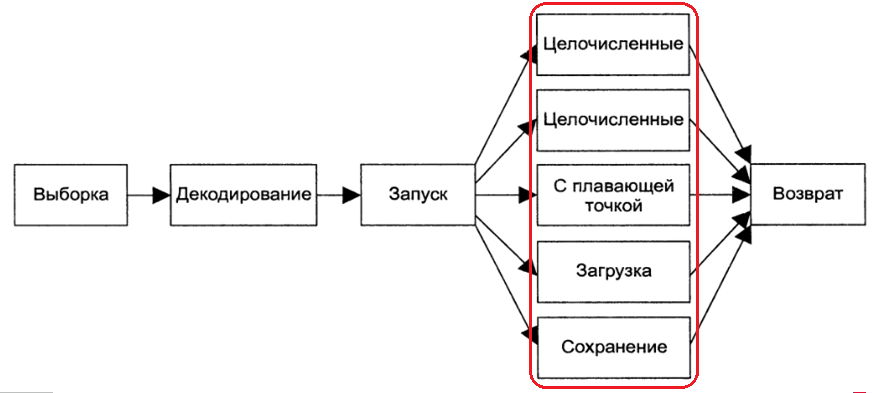 Целочисленные
Целочисленные
Выборка
Декодирование
Запуск
С плавающей
точкой
Возврат
Загрузка
Сохранение